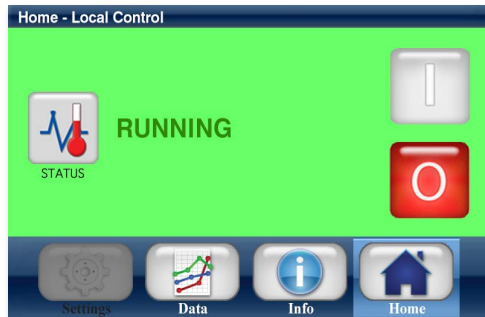 Home - Local Control
RUNNING
STATUS
I
O
Settings
Data
Info
Home